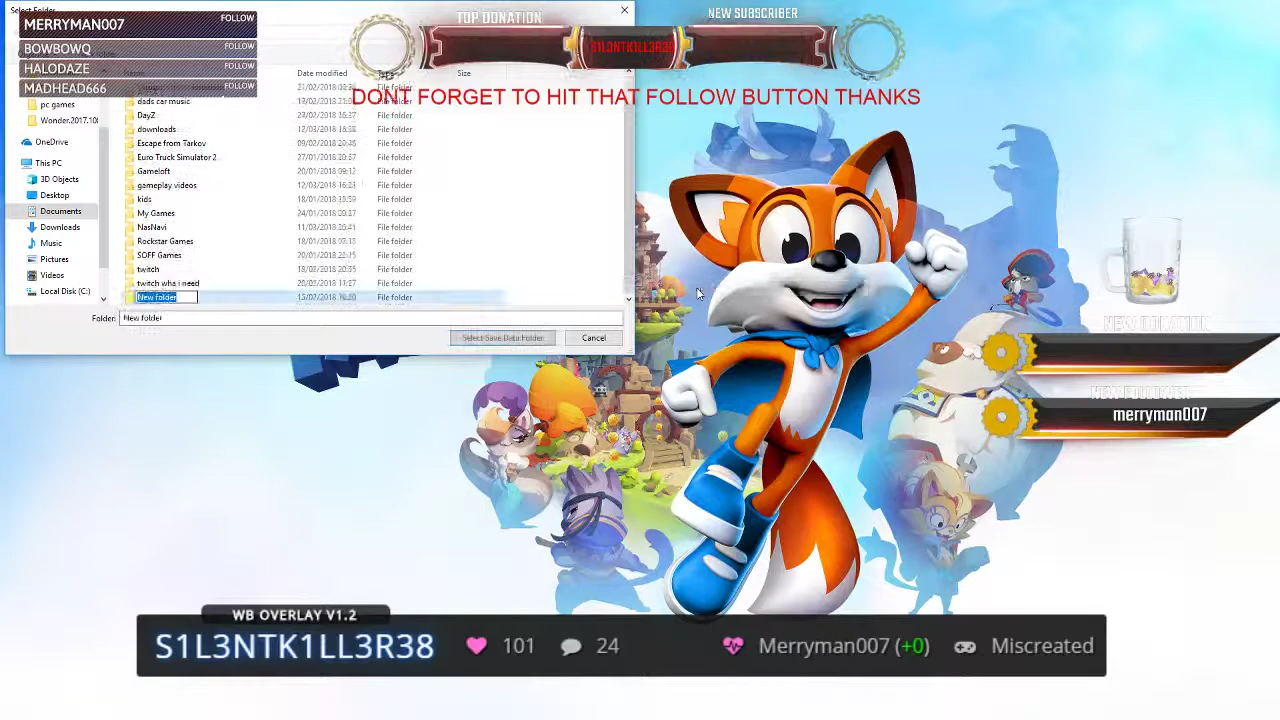 Select Folder
MERRYMAN007 FOLLOW
BOWBOWQ FOLLOW
HALODAZE FOLLOW
MADHEAD666 FOLLOW
TOP DONATION
S1L3NTK1LL3R38
NEW SUBSCRIBER
DONT FORGET TO HIT THAT FOLLOW BUTTON THANKS
Date modified Type Size
dads car music File folder
DayZ File folder
downloads File folder
Escape from Tarkov File folder
Euro Truck Simulator 2 File folder
Gameloft File folder
gameplay videos File folder
kids File folder
My Games File folder
NasNavi File folder
Rockstar Games File folder
SOFF Games File folder
twitch File folder
twitch wha i need File folder
New folder File folder
pc games
Wonder.2017.10
OneDrive
This PC
3D Objects
Desktop
Documents
Downloads
Music
Pictures
Videos
Local Disk (C:)
Folder: New folder
Select Save Data Folder Cancel
NEW DONATION
NEW FOLLOWER
merryman007
WB OVERLAY V1.2
S1L3NTK1LL3R38 101 24 Merryman007 (+0) Miscreated